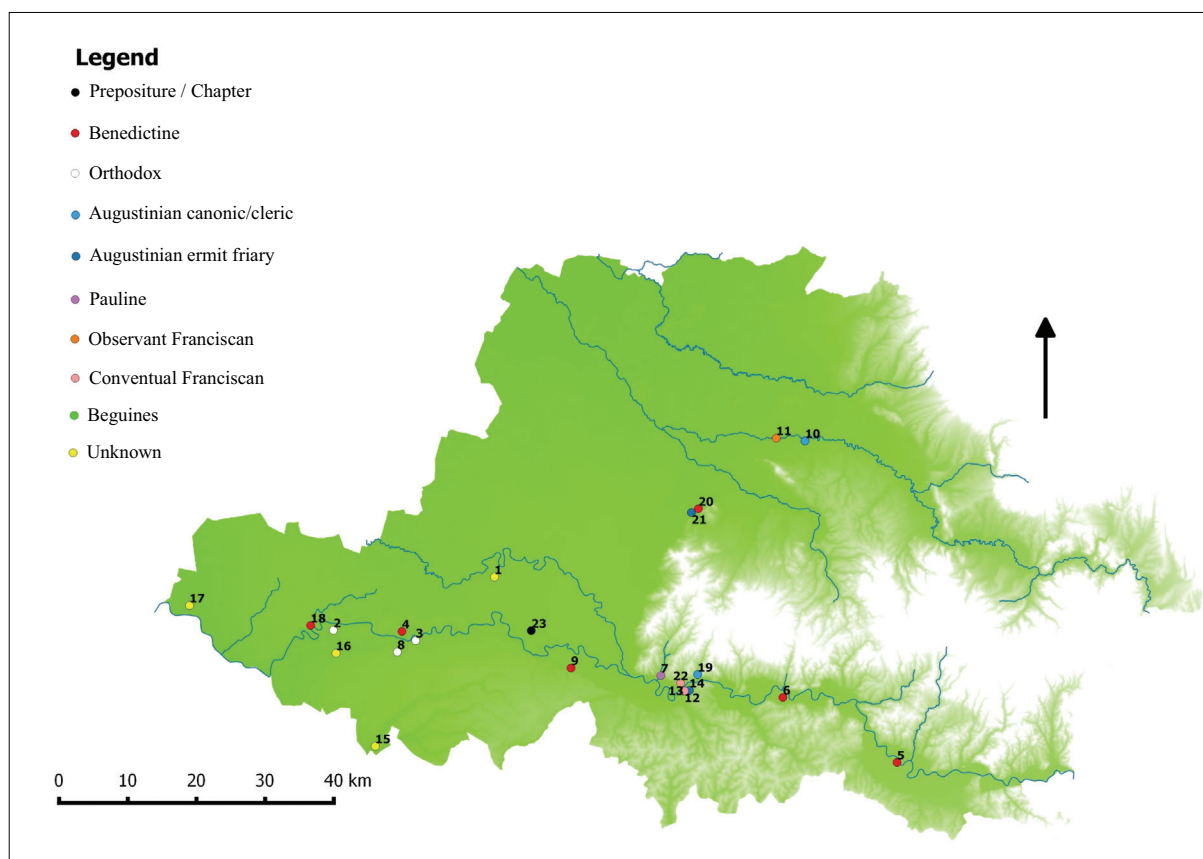 Legend
Prepositure / Chapter
Benedictine
Orthodox
Augustinian canonic/cleric
Augustinian ermit friary
Pauline
Observant Franciscan
Conventual Franciscan
Beguines
Unknown
11 10
20
21
1
17
18 2 4 3 23
16 8
9 7 22 19
13 14 6
12
15
5
0 10 20 30 40 km